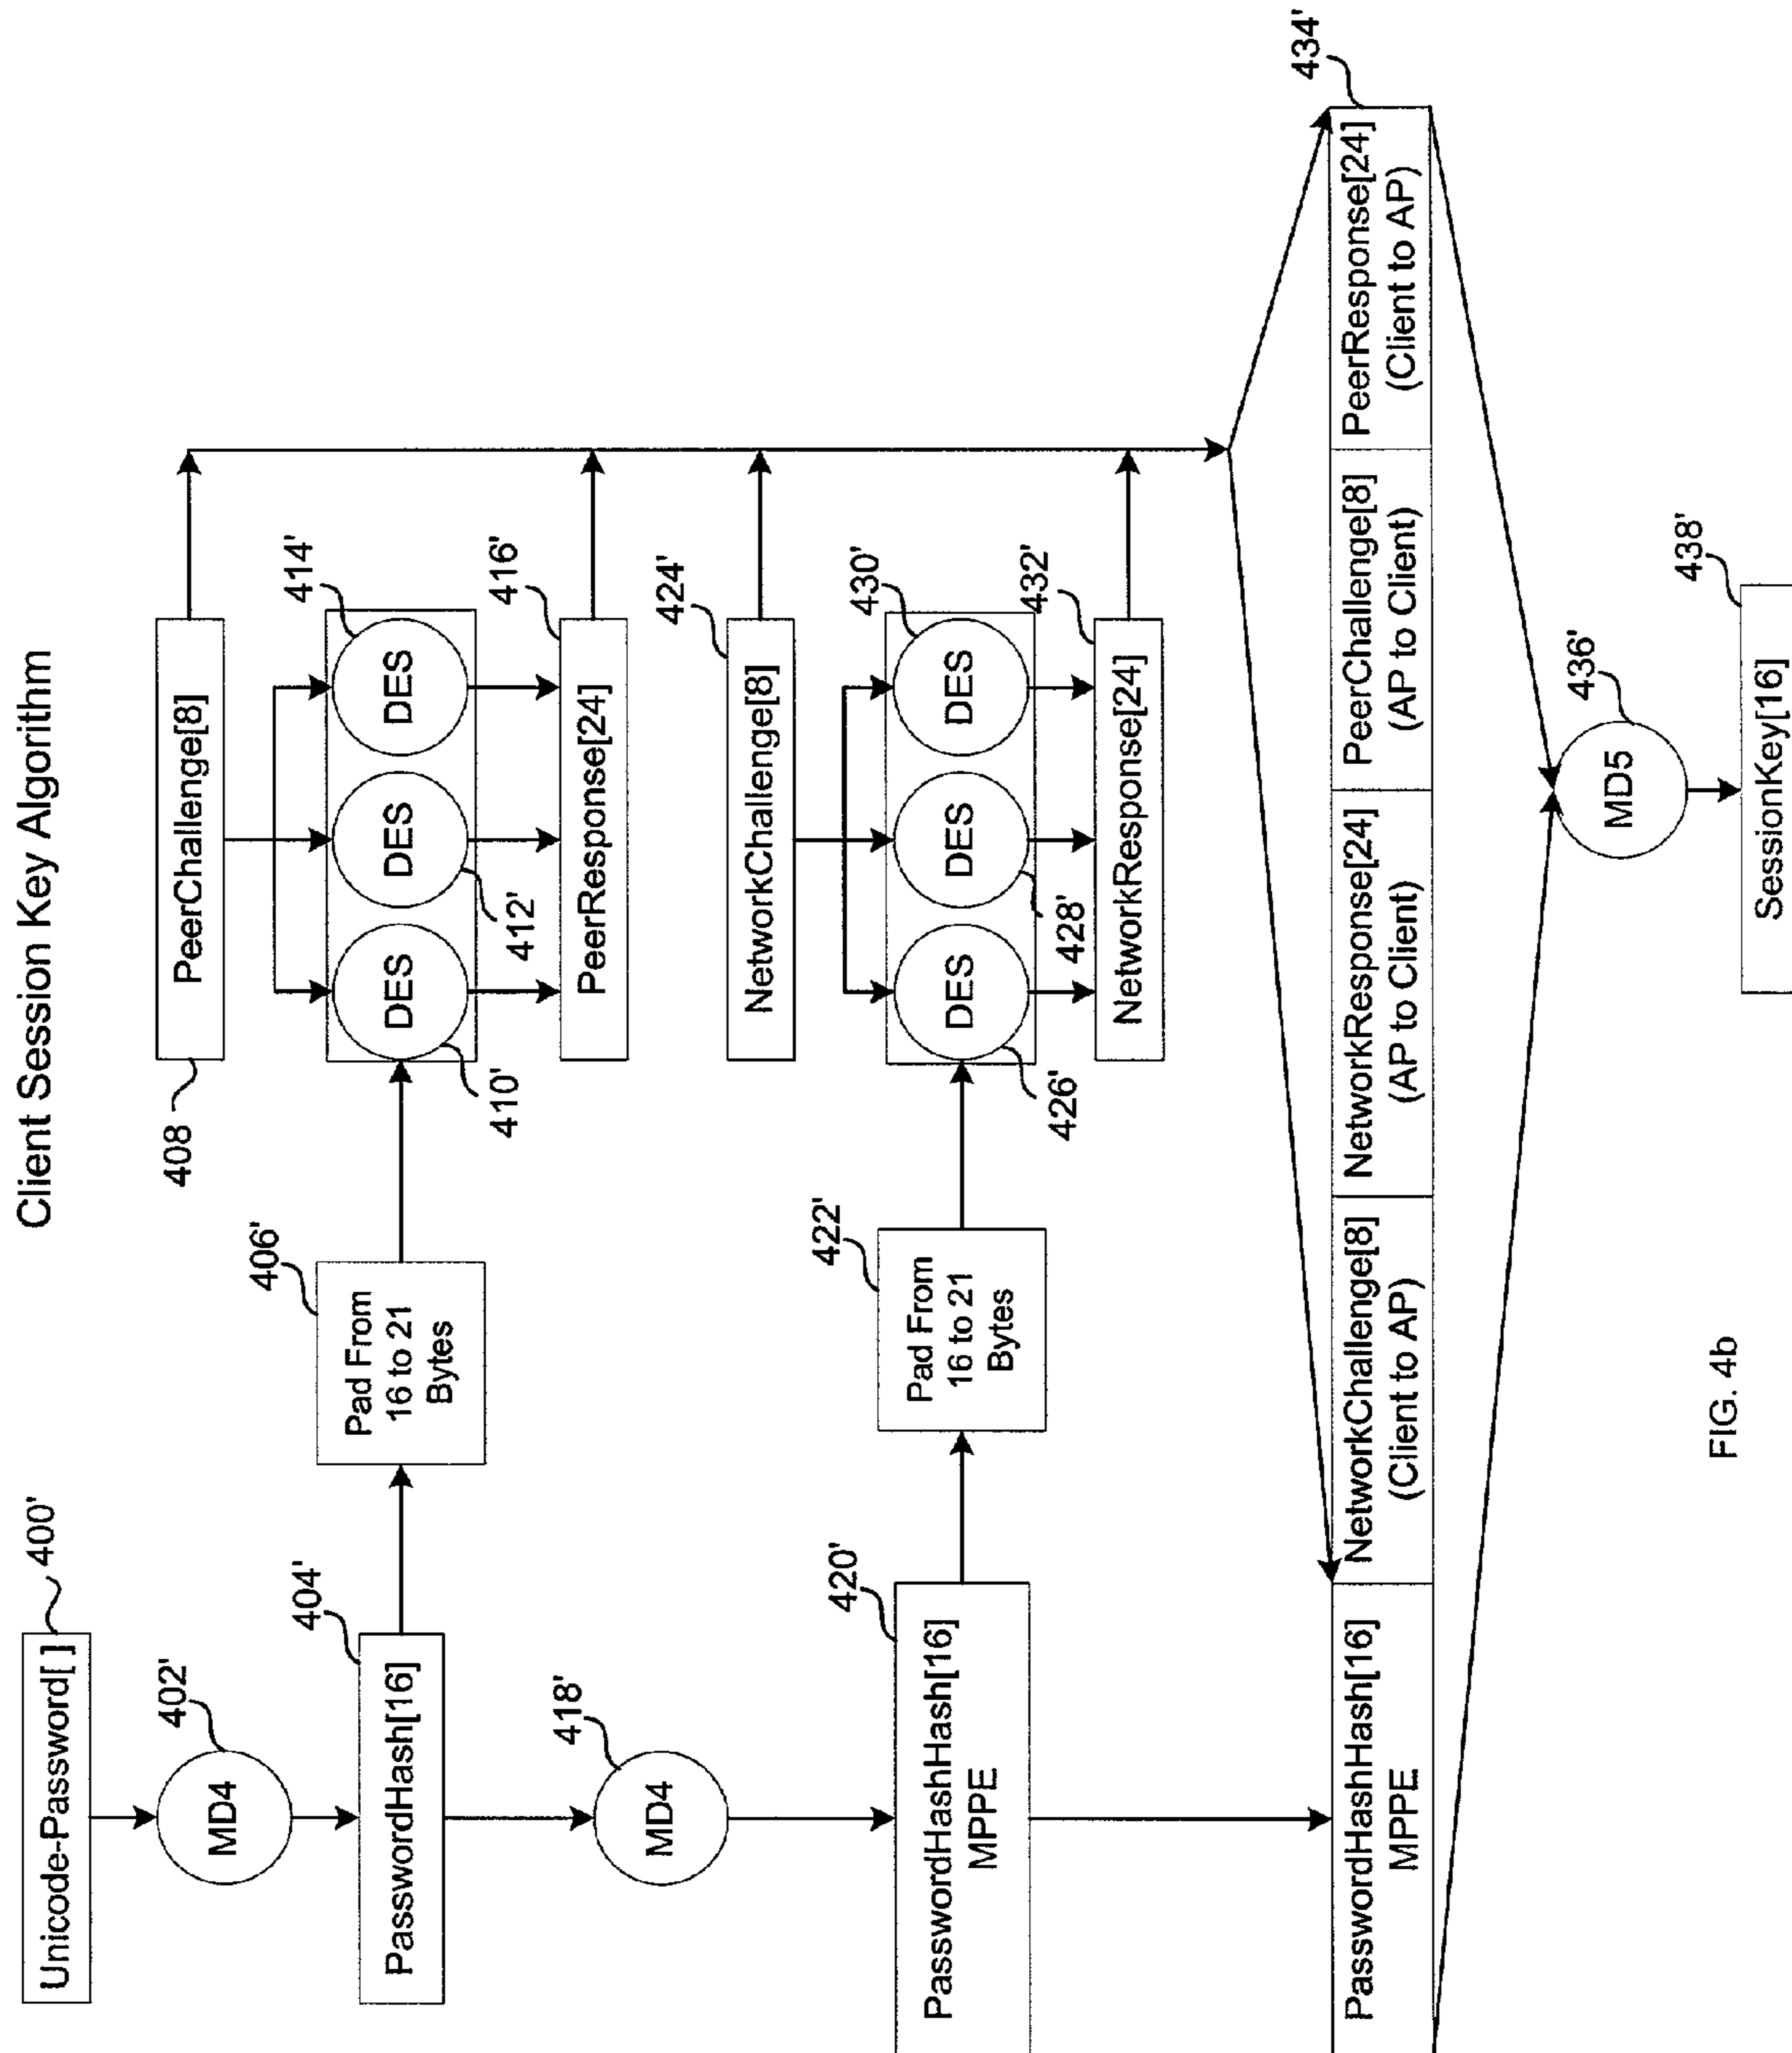 Client Session Key Algorithm
Unicode-Password[ ]
400'
402'
MD4
404'
PasswordHash[16]
406'
Pad From
16 to 21
Bytes
408
PeerChallenge[8]
414'
DES
DES
DES
410'
412'
416'
PeerResponse[24]
418'
MD4
420'
PasswordHashHash[16]
MPPE
422'
Pad From
16 to 21
Bytes
424'
NetworkChallenge[8]
430'
DES
DES
DES
426'
428'
432'
NetworkResponse[24]
434'
PasswordHashHash[16]
MPPE
NetworkChallenge[8]
(Client to AP)
NetworkResponse[24]
(AP to Client)
PeerChallenge[8]
(AP to Client)
PeerResponse[24]
(Client to AP)
436'
MD5
438'
SessionKey[16]
FIG. 4b